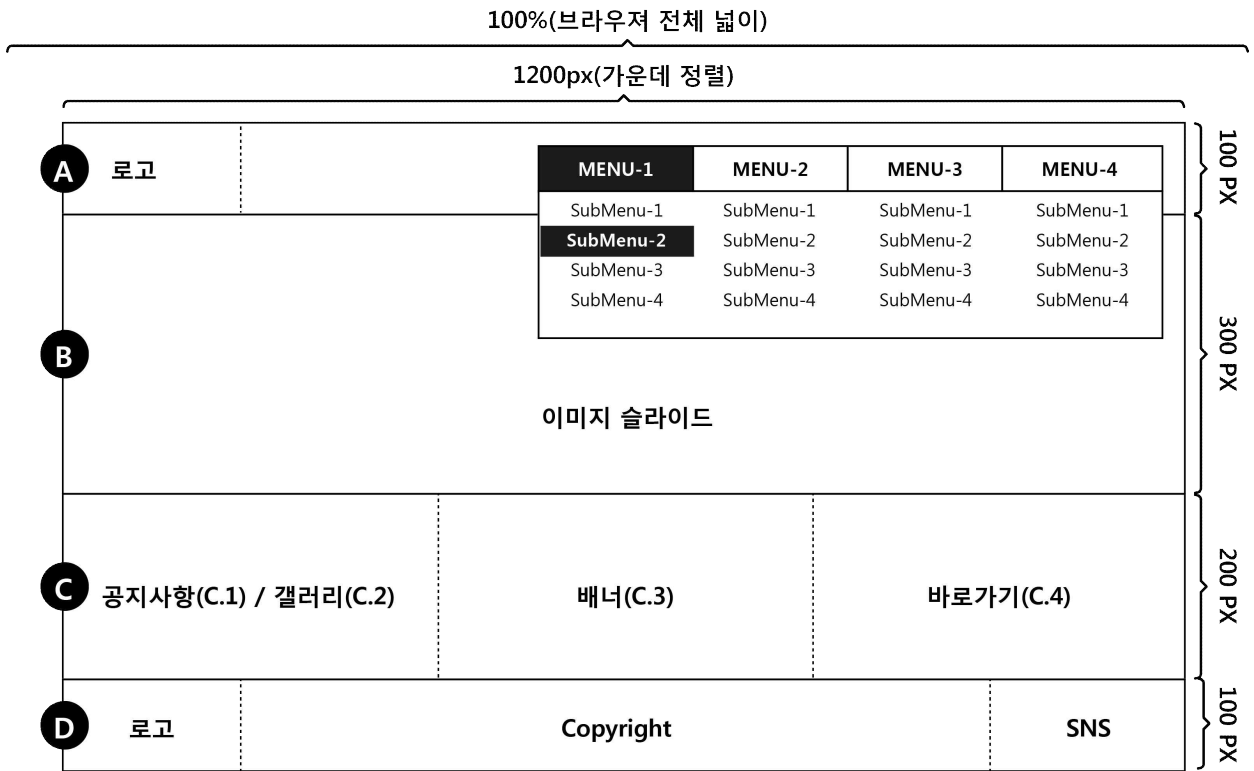 100%(브라우져 전체 넓이)
1200px(가운데 정렬)
A
로고
MENU-1 MENU-2 MENU-3 MENU-4
100 PX
SubMenu-1 SubMenu-1 SubMenu-1 SubMenu-1
SubMenu-2 SubMenu-2 SubMenu-2 SubMenu-2
SubMenu-3 SubMenu-3 SubMenu-3 SubMenu-3
SubMenu-4 SubMenu-4 SubMenu-4 SubMenu-4
B
이미지 슬라이드
300 PX
C
공지사항(C.1) / 갤러리(C.2)
배너(C.3)
바로가기(C.4)
200 PX
D
로고
Copyright
SNS
100 PX